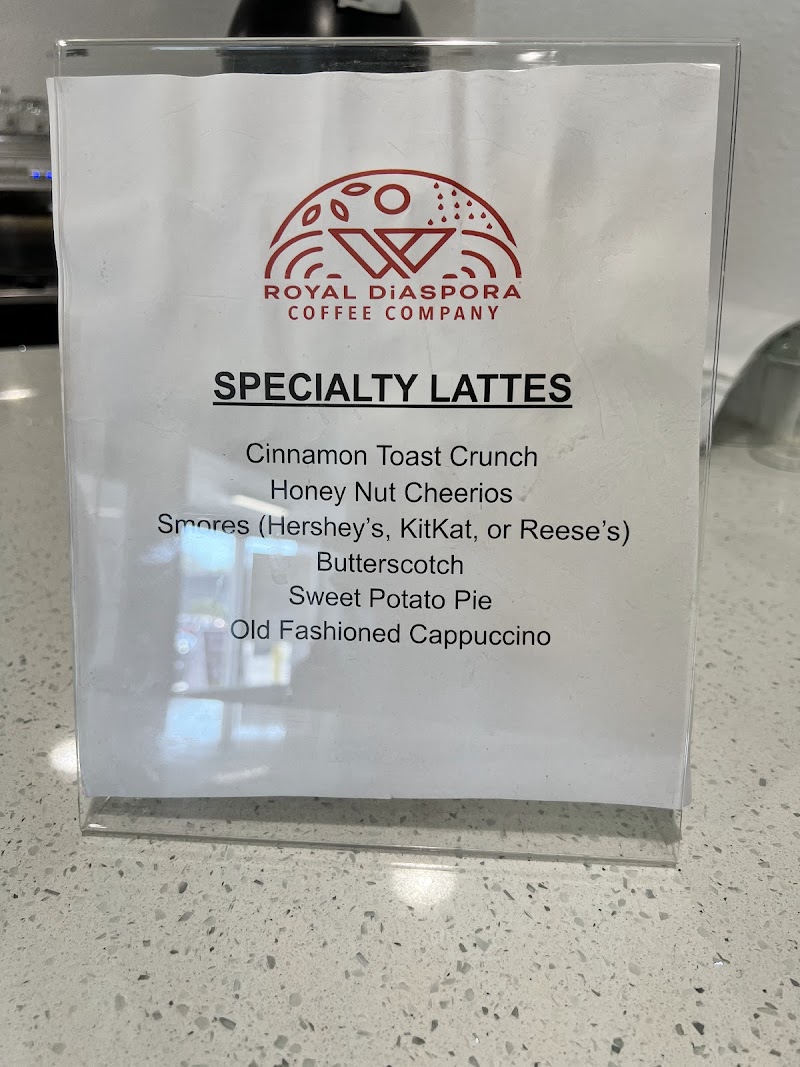 ROYAL DiASPORA
COFFEE COMPANY
SPECIALTY LATTES
Cinnamon Toast Crunch
Honey Nut Cheerios
Smores (Hershey's, KitKat, or Reese's)
Butterscotch
Sweet Potato Pie
Old Fashioned Cappuccino